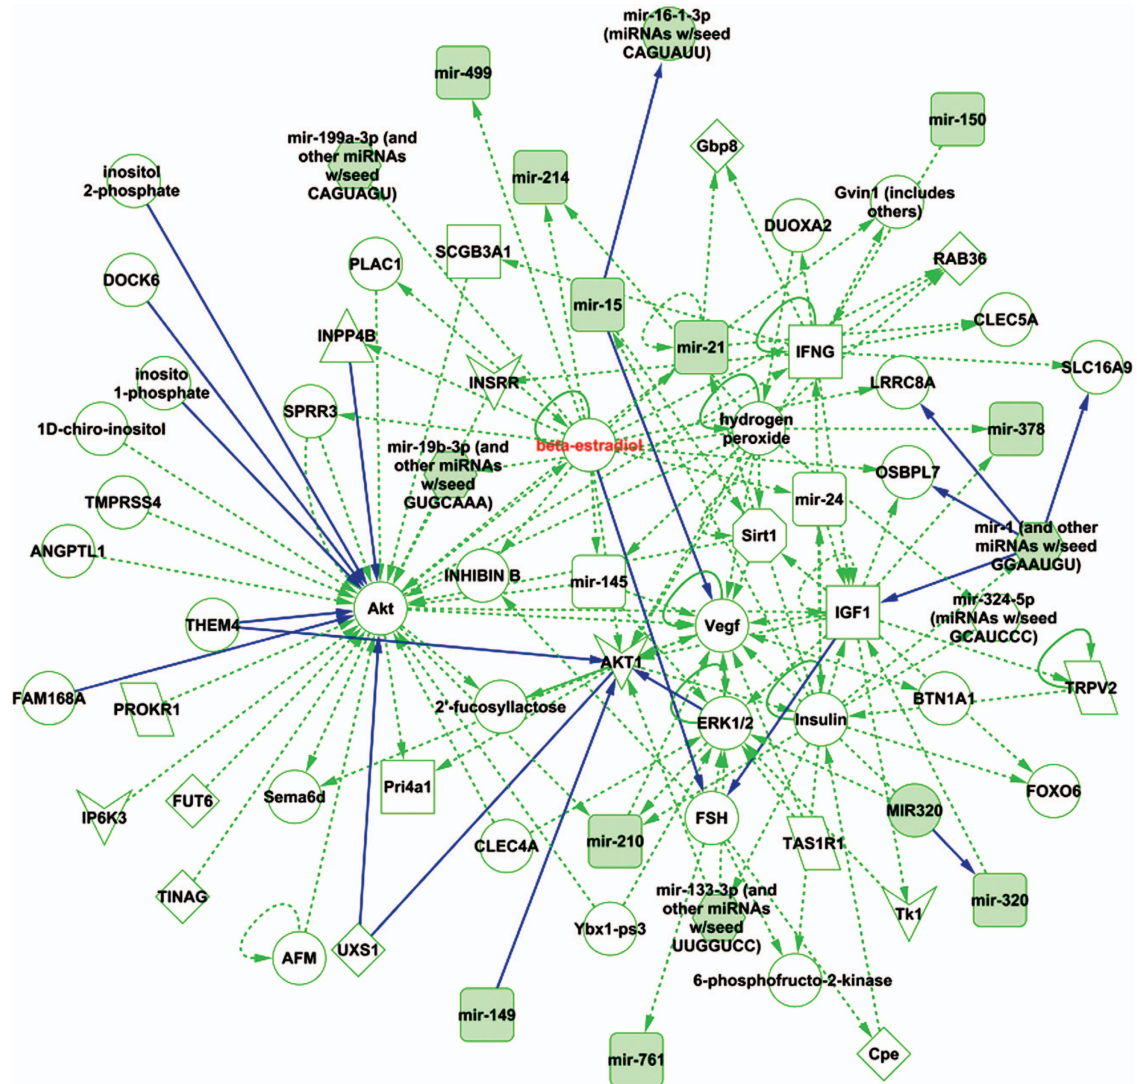 mir-16-1-3p
(miRNAs w/seed
CAGUAUU)
mir-499
mir-150
mir-199a-3p (and
other miRNAs
w/seed
CAGUAGU)
Gbp8
inositol
2-phosphate
mir-214
Gvin1 (includes
others)
DUOXA2
SCGB3A1
PLAC1
RAB36
DOCK6
mir-15
CLEC5A
INPP4B
mir-21
IFNG
SLC16A9
inosito
1-phosphate
INSRR
LRRC8A
SPRR3
hydrogen
peroxide
1D-chiro-inositol
mir-378
beta-estradiol
mir-19b-3p (and
other miRNAs
w/seed
GUGCAAA)
OSBPL7
mir-24
TMPRSS4
mir-1 (and other
miRNAs w/seed
GGAAUGU)
Sirt1
ANGPTL1
INHIBIN B
mir-145
mir-324-5p
(miRNAs w/seed
GCAUCCC)
Akt
IGF1
THEM4
Vegf
AKT1
TRPV2
FAM168A
PROKR1
2'-fucosyllactose
BTN1A1
ERK1/2
Insulin
Sema6d
Pri4a1
FUT6
FOXO6
IP6K3
MIR320
FSH
CLEC4A
mir-210
TAS1R1
TINAG
mir-133-3p (and
other miRNAs
w/seed
UUGGUCC)
mir-320
Tk1
Ybx1-ps3
UXS1
AFM
6-phosphofructo-2-kinase
mir-149
Cpe
mir-761